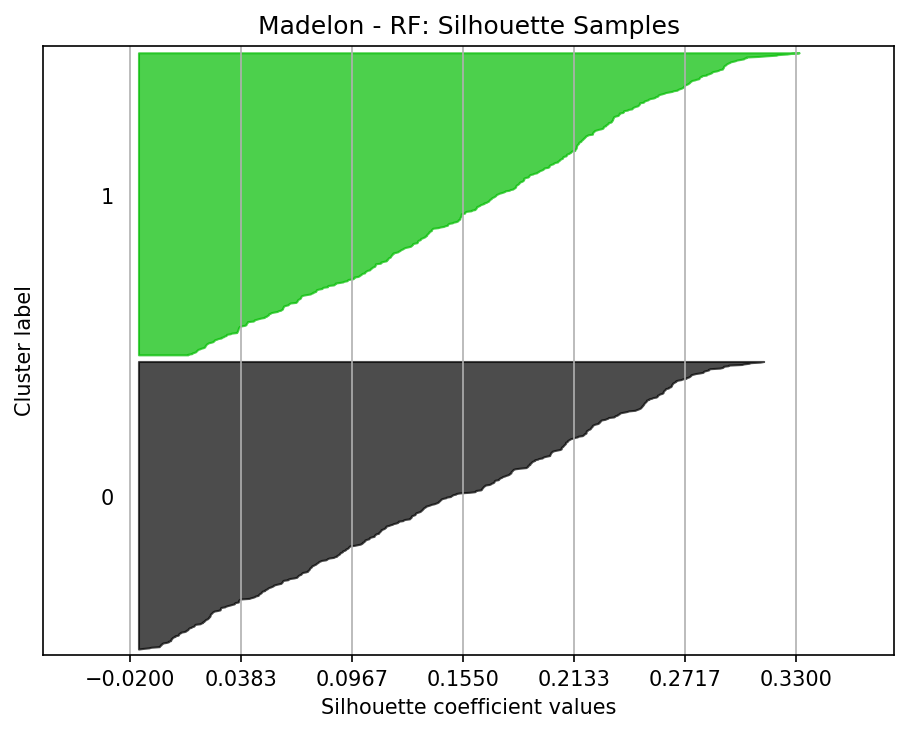 Madelon - RF: Silhouette Samples
1
Cluster label
0
−0.0200 0.0383 0.0967 0.1550 0.2133 0.2717 0.3300
Silhouette coefficient values